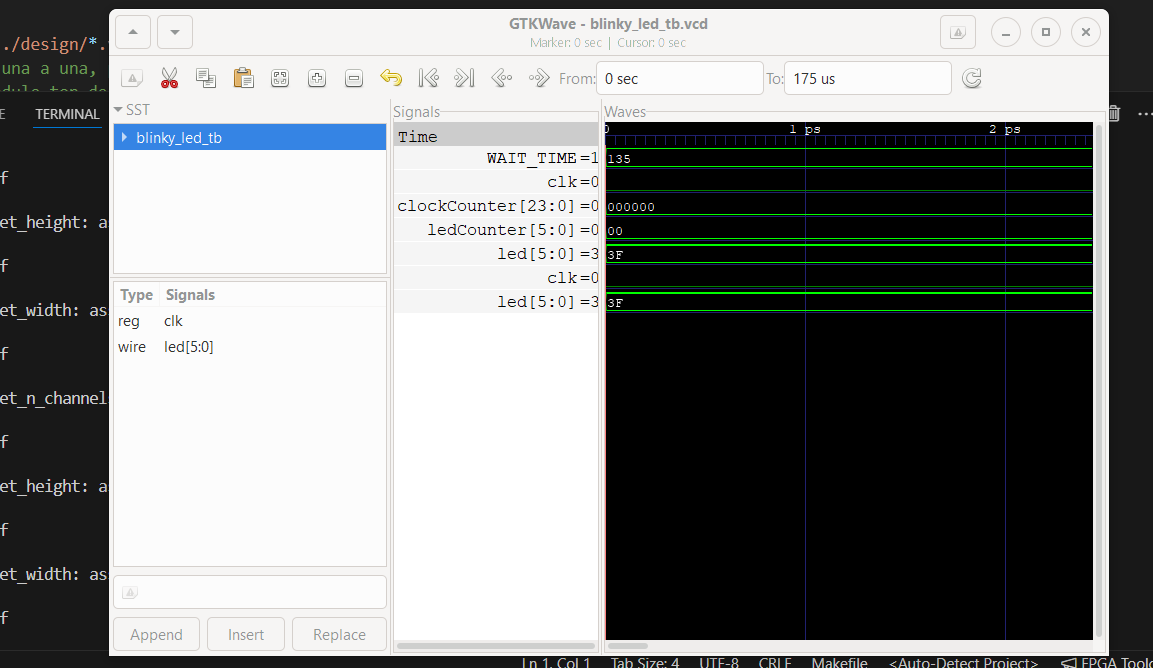 GTKWave - blinky_led_tb.vcd
Marker: 0 sec | Cursor: 0 sec
./design/*.
una a una,
From: 0 sec To: 175 us
E TERMINAL
SST
blinky_led_tb
Type Signals
reg clk
wire led[5:0]
Append Insert Replace
Signals
Time
WAIT_TIME=1
clk=0
clockCounter[23:0]=0
ledCounter[5:0]=0
led[5:0]=3
clk=0
led[5:0]=3
Waves
0 1 ps 2 ps
135
000000
00
3F
3F
f
et_height: as
f
et_width: as
f
et_n_channel
f
et_height: as
f
et_width: as
f
Ln 1, Col 1 Tab Size: 4 UTF-8 CRLF Makefile <Auto-Detect Project> FPGA Toolc